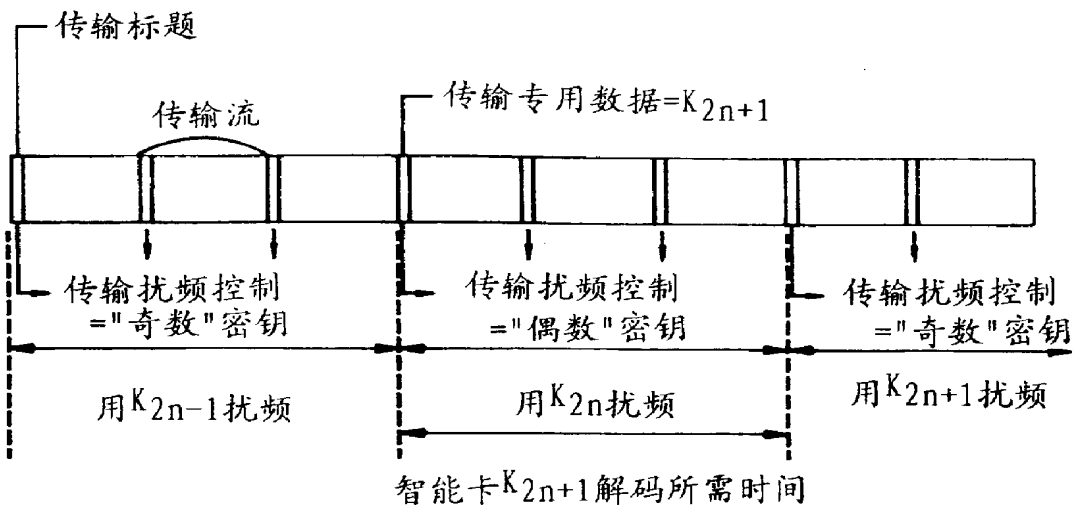 传输标题
传输流
传输专用数据=K2n+1
传输扰频控制
="奇数"密钥
传输扰频控制
="偶数"密钥
传输扰频控制
="奇数"密钥
用K2n-1扰频
用K2n扰频
用K2n+1扰频
智能卡K2n+1解码所需时间